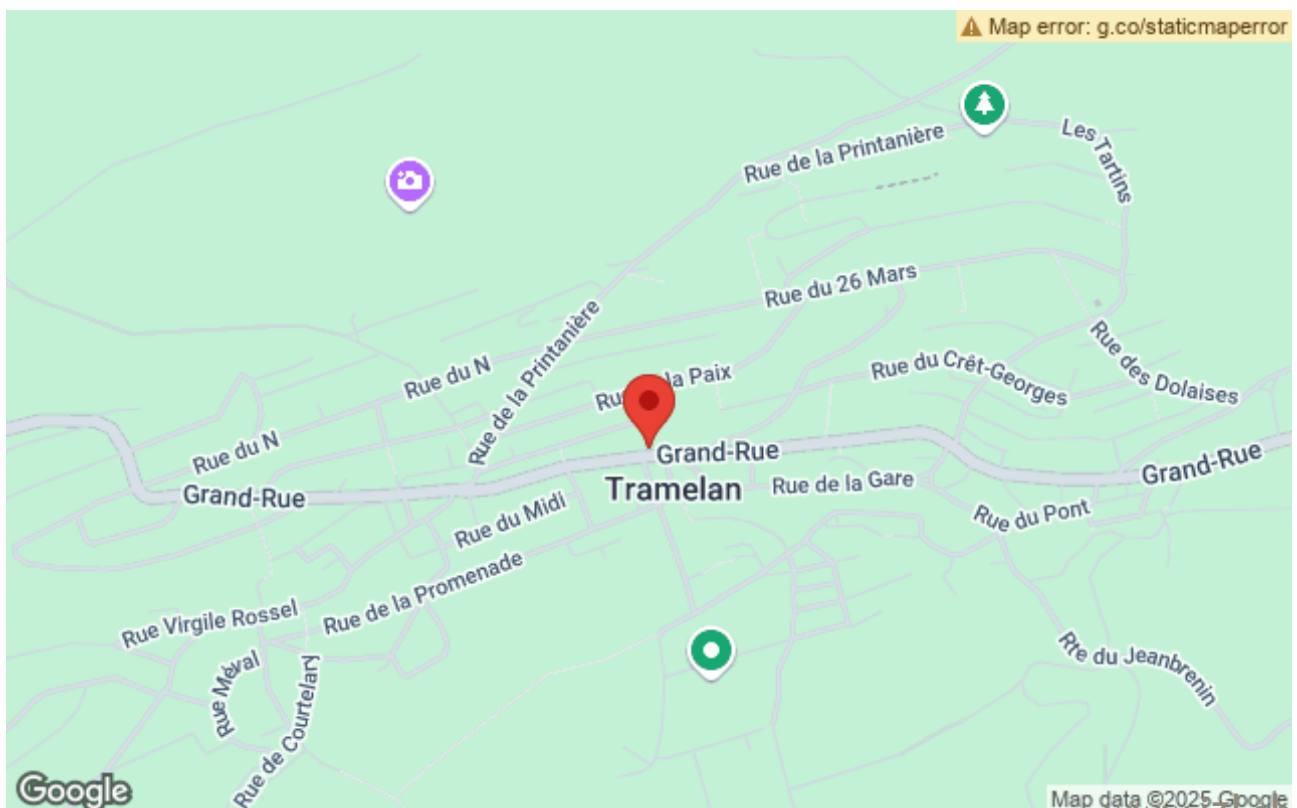 Map error: g.co/staticmaperror
Rue de la Printanière
Les Tartins
Rue du 26 Mars
Rue de la Printanière
Rue du N
Rue la Paix
Rue du Crêt-Georges
Rue des Dolaises
Rue du N
Grand-Rue
Grand-Rue
Grand-Rue
Tramelan
Rue de la Gare
Rue du Pont
Rue du Midi
Rue de la Promenade
Rue Virgile Rossel
Rue Méval
Rue de Courtelary
Rte du Jeanbrenin
Google
Map data ©2025 Google